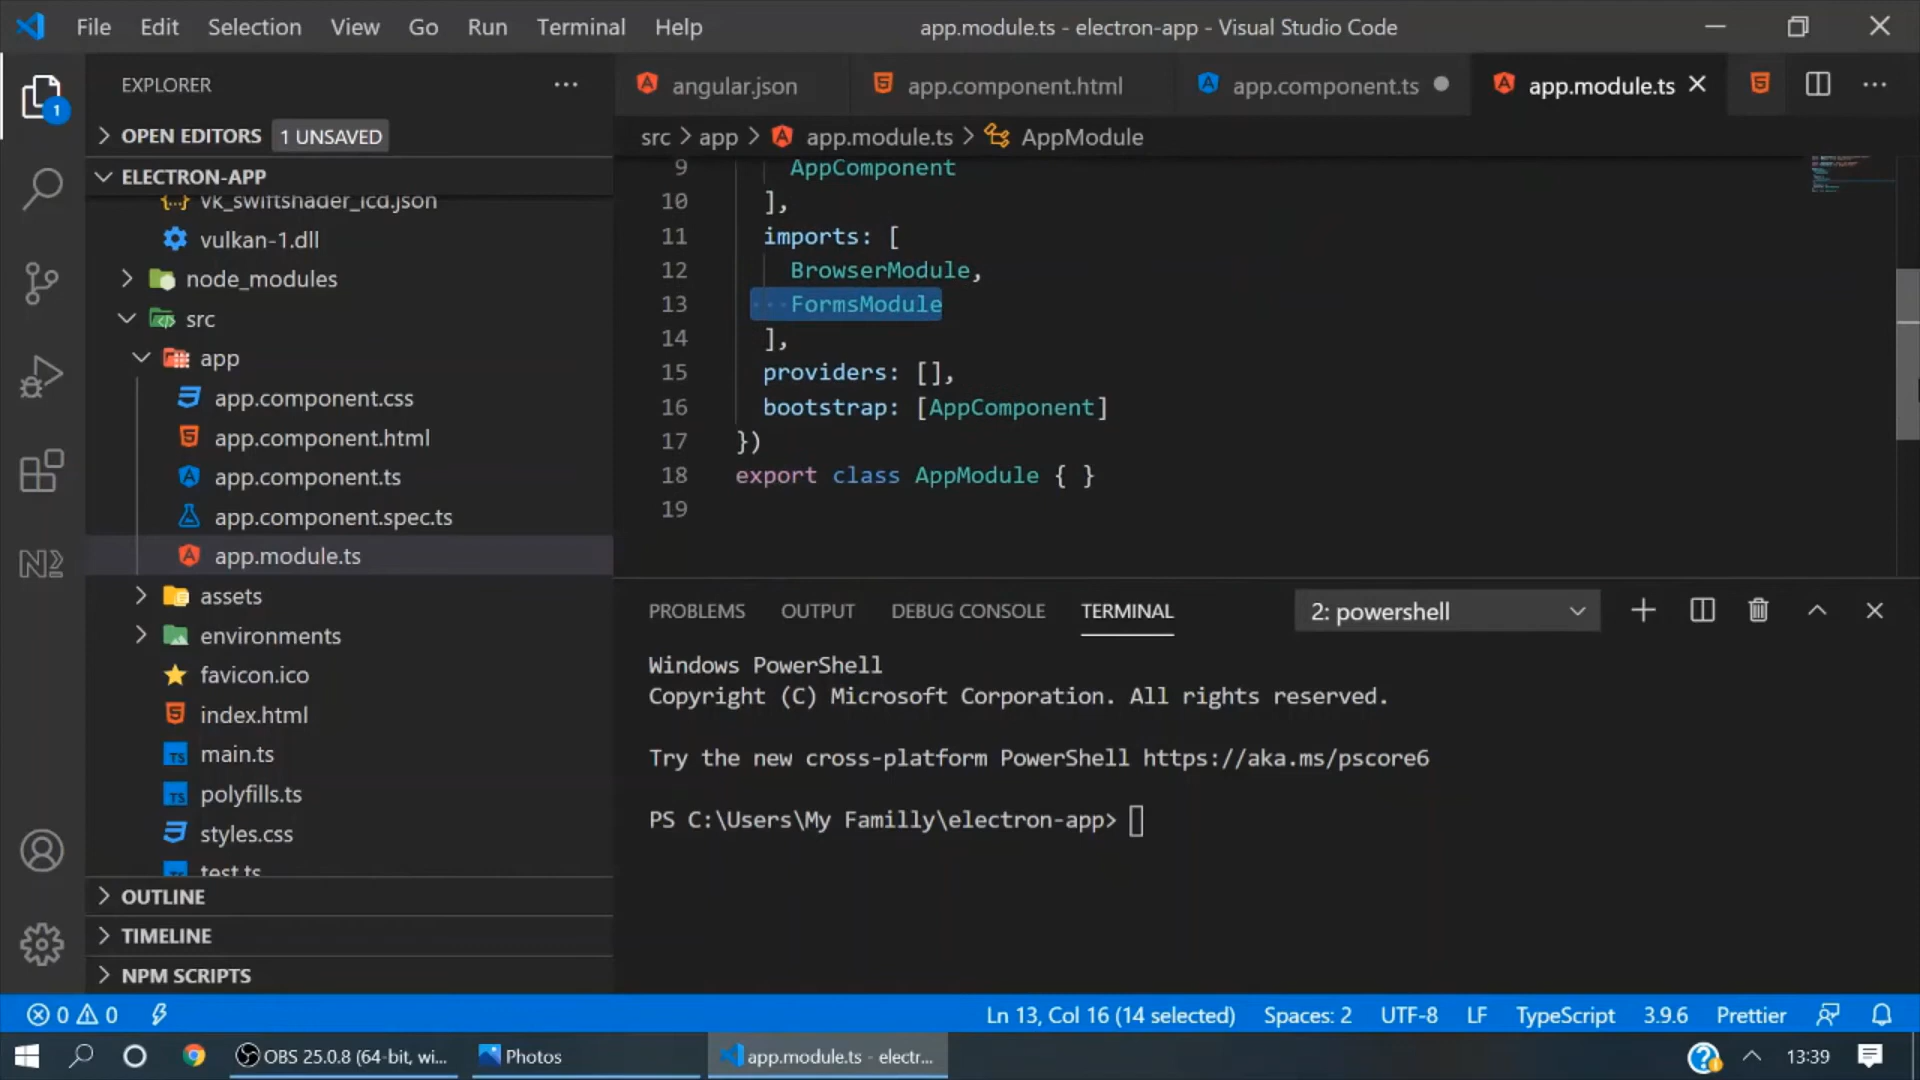 File Edit Selection View Go Run Terminal Help
app.module.ts - electron-app - Visual Studio Code
1
EXPLORER
OPEN EDITORS 1 UNSAVED
ELECTRON-APP
vk_swiftshader_icd.json
vulkan-1.dll
node_modules
src
app
app.component.css
app.component.html
app.component.ts
app.component.spec.ts
app.module.ts
assets
environments
favicon.ico
index.html
main.ts
polyfills.ts
styles.css
test.ts
OUTLINE
TIMELINE
NPM SCRIPTS
angular.json app.component.html app.component.ts app.module.ts
src > app > app.module.ts > AppModule
9 AppComponent
10 ],
11 imports: [
12 BrowserModule,
13 FormsModule
14 ],
15 providers: [],
16 bootstrap: [AppComponent]
17 })
18 export class AppModule { }
19
PROBLEMS OUTPUT DEBUG CONSOLE TERMINAL 2: powershell
Windows PowerShell
Copyright (C) Microsoft Corporation. All rights reserved.
Try the new cross-platform PowerShell https://aka.ms/pscore6
PS C:\Users\My Familly\electron-app>
0 0 Ln 13, Col 16 (14 selected) Spaces: 2 UTF-8 LF TypeScript 3.9.6 Prettier
OBS 25.0.8 (64-bit, wi... Photos app.module.ts - electr... 13:39